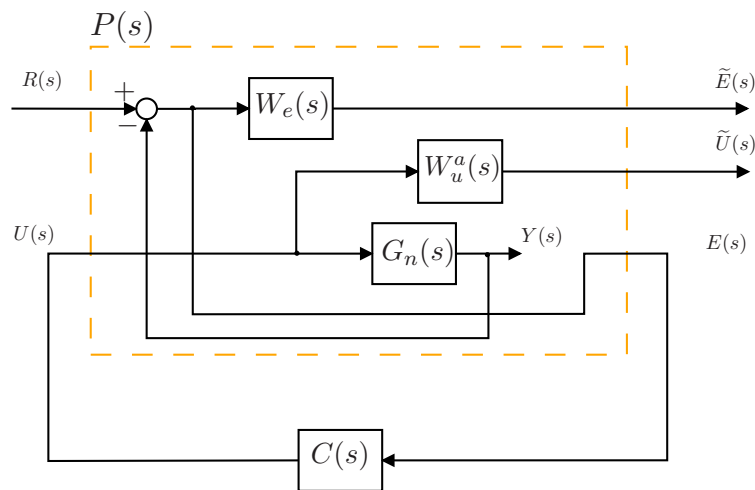 P(s)
R(s)
+
−
W_e(s)
Ẽ(s)
W_u^a(s)
Ũ(s)
U(s)
G_n(s)
Y(s)
E(s)
C(s)